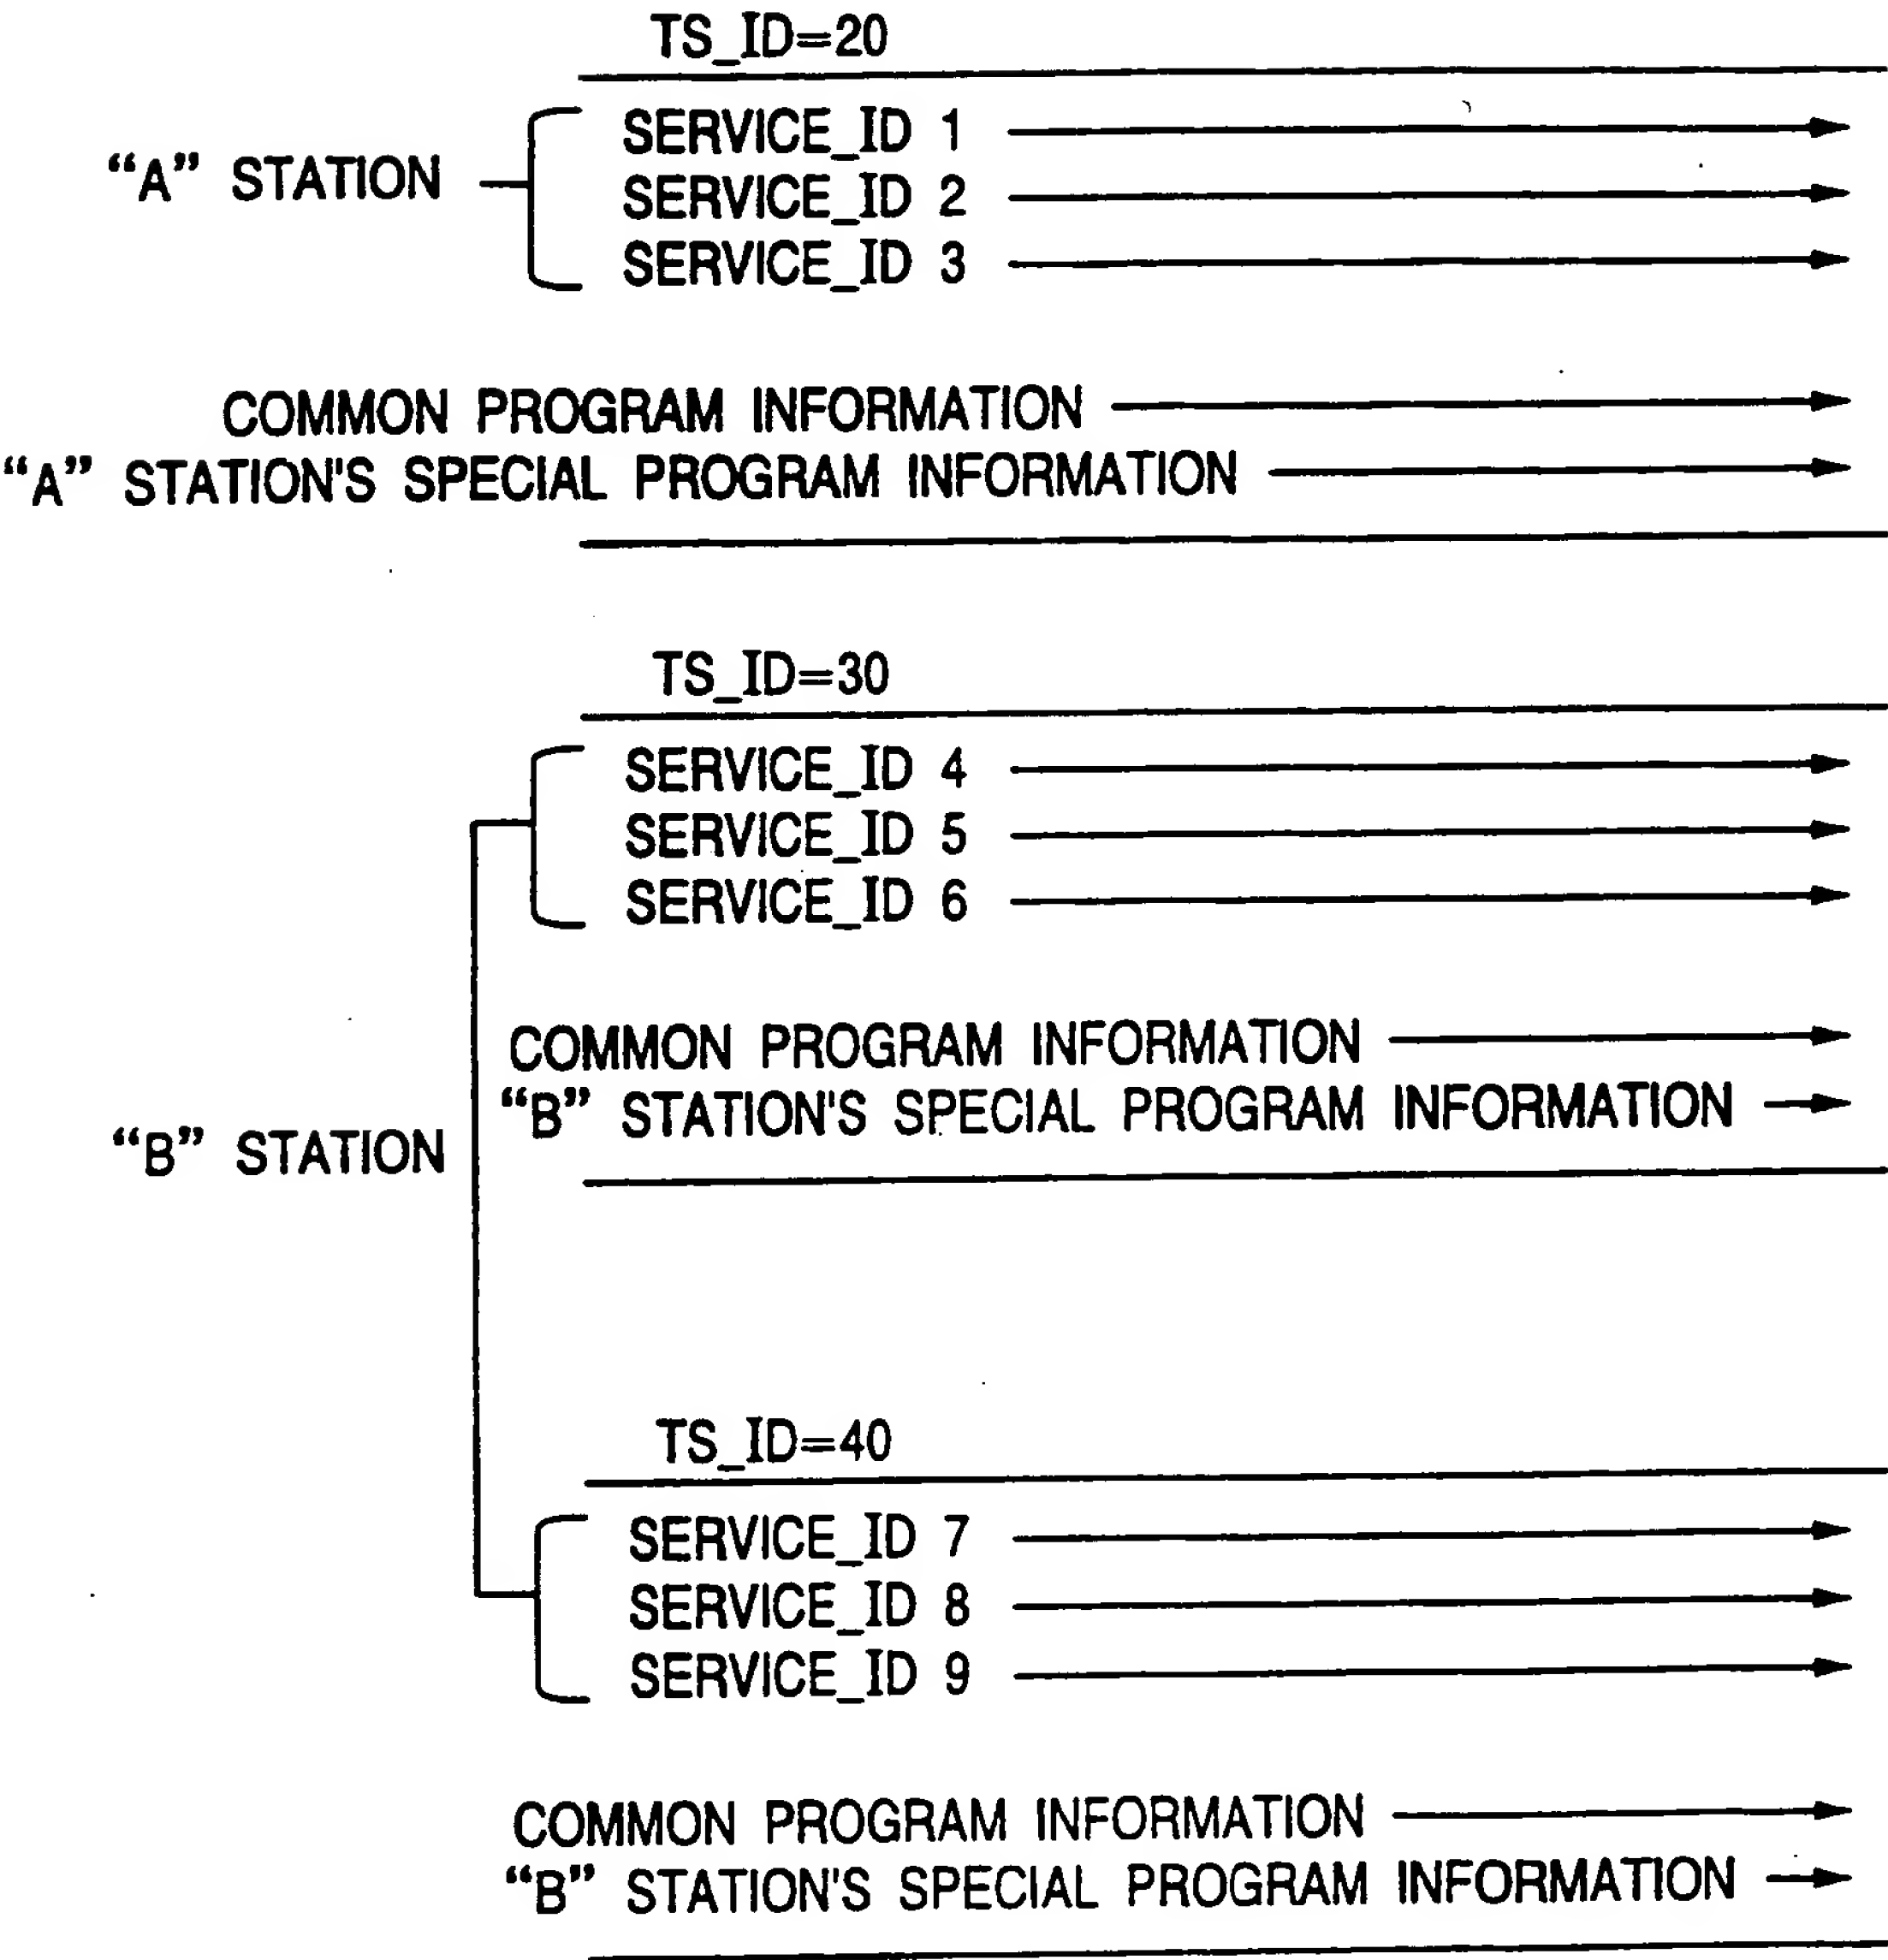 TS_ID=20
SERVICE_ID 1
“A” STATION
SERVICE_ID 2
SERVICE_ID 3
COMMON PROGRAM INFORMATION
“A” STATION'S SPECIAL PROGRAM INFORMATION
TS_ID=30
SERVICE_ID 4
SERVICE_ID 5
SERVICE_ID 6
COMMON PROGRAM INFORMATION
“B” STATION'S SPECIAL PROGRAM INFORMATION
“B” STATION
TS_ID=40
SERVICE_ID 7
SERVICE_ID 8
SERVICE_ID 9
COMMON PROGRAM INFORMATION
“B” STATION'S SPECIAL PROGRAM INFORMATION